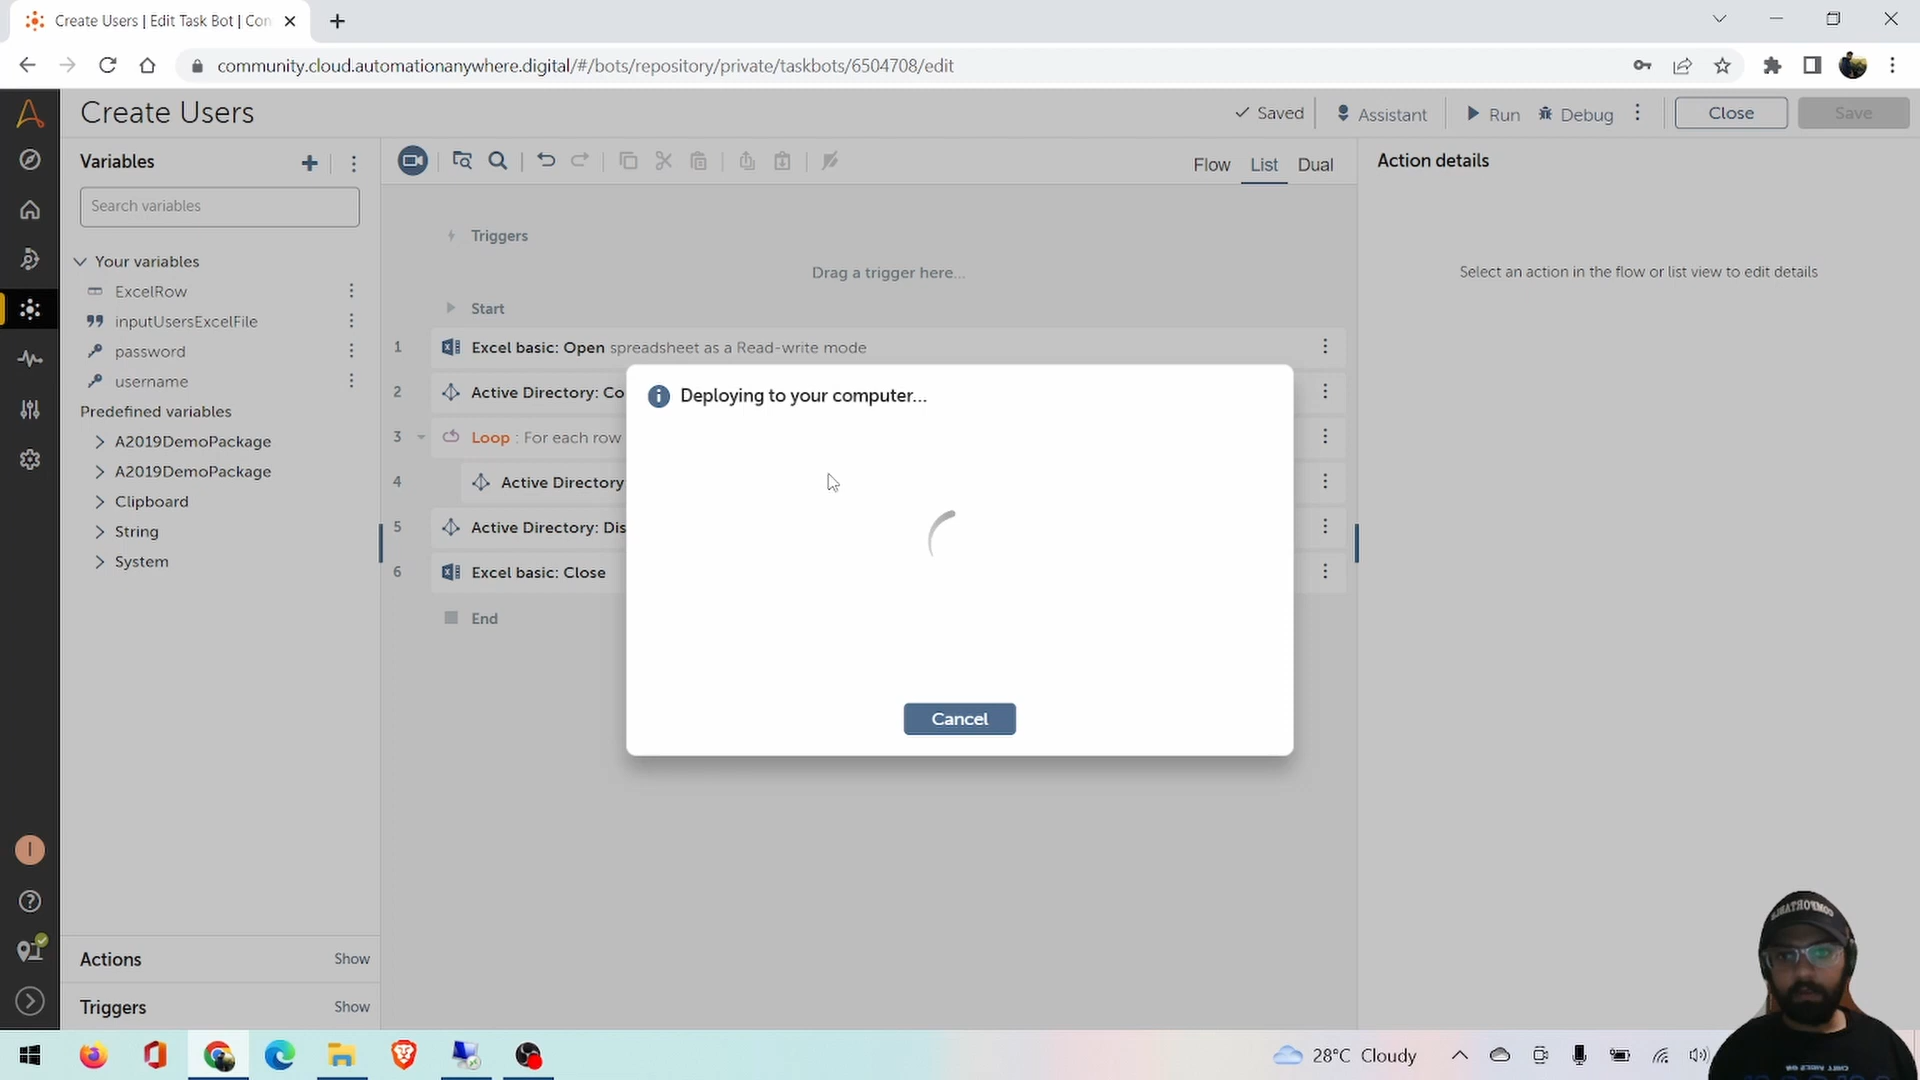 Create Users | Edit Task Bot | Con
community.cloud.automationanywhere.digital/#/bots/repository/private/taskbots/6504708/edit
Create Users
Saved
Assistant
Run
Debug
Close
Save
Variables
Search variables
Your variables
ExcelRow
inputUsersExcelFile
password
username
Predefined variables
A2019DemoPackage
A2019DemoPackage
Clipboard
String
System
Actions
Show
Triggers
Show
Flow
List
Dual
Triggers
Drag a trigger here...
Start
1 Excel basic: Open spreadsheet as a Read-write mode
2 Active Directory: Co
3 Loop : For each row
4 Active Directory
5 Active Directory: Dis
6 Excel basic: Close
End
Deploying to your computer...
Cancel
Action details
Select an action in the flow or list view to edit details
I
28°C Cloudy